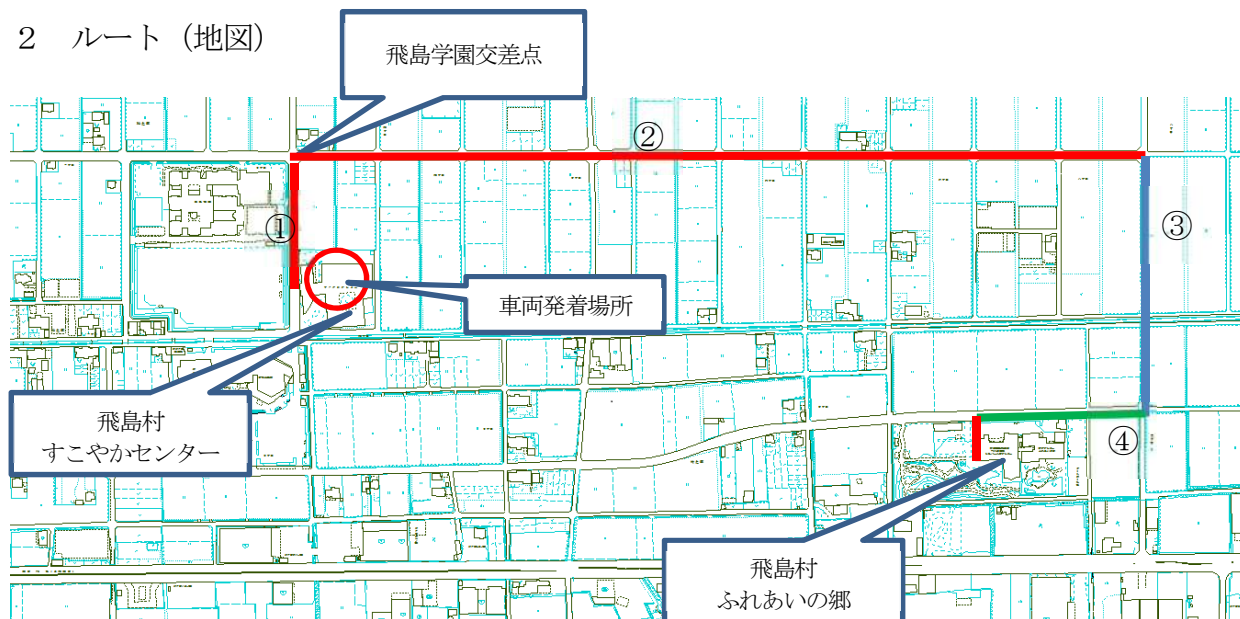 2 ルート（地図）
飛島学園交差点
②
①
③
車両発着場所
飛島村
すこやかセンター
④
飛島村
ふれあいの郷